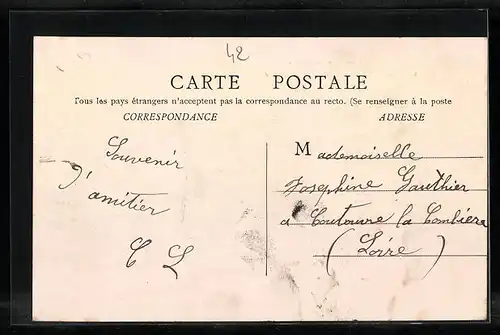 42
CARTE POSTALE
Tous les pays étrangers n'acceptent pas la correspondance au recto. (Se renseigner à la poste
CORRESPONDANCE
ADRESSE
Souvenir
d'amitier
C L
Mademoiselle
Josephine Gauthier
a Coutouvre la Combiera
(Loire)